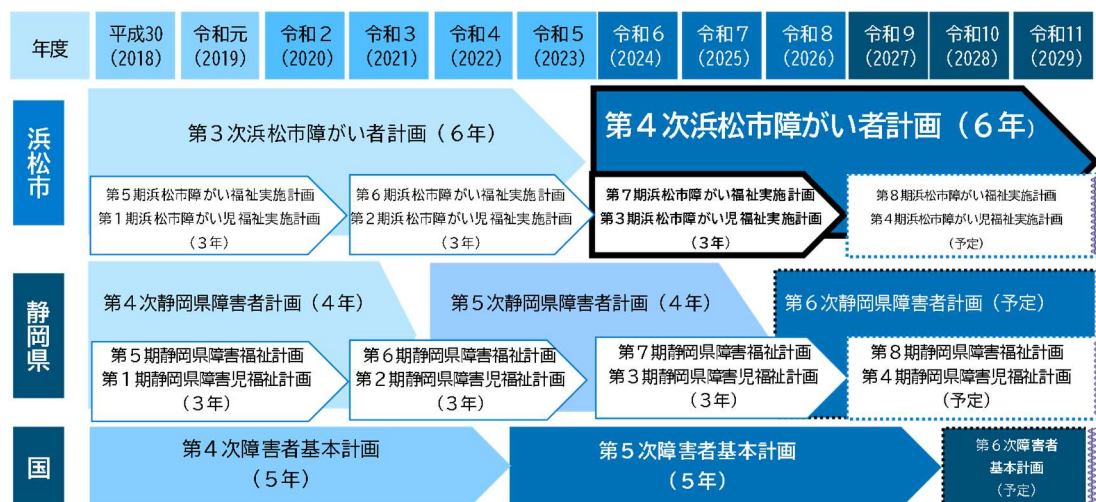 年度
平成30
(2018)
令和元
(2019)
令和２
(2020)
令和３
(2021)
令和４
(2022)
令和５
(2023)
令和６
(2024)
令和７
(2025)
令和８
(2026)
令和９
(2027)
令和10
(2028)
令和11
(2029)
浜松市
第３次浜松市障がい者計画（６年）
第４次浜松市障がい者計画（６年）
第５期浜松市障がい福祉実施計画
第１期浜松市障がい児福祉実施計画
（３年）
第６期浜松市障がい福祉実施計画
第２期浜松市障がい児福祉実施計画
（３年）
第７期浜松市障がい福祉実施計画
第３期浜松市障がい児福祉実施計画
（３年）
第８期浜松市障がい福祉実施計画
第４期浜松市障がい児福祉実施計画
（予定）
静岡県
第４次静岡県障害者計画（４年）
第５次静岡県障害者計画（４年）
第６次静岡県障害者計画（予定）
第５期静岡県障害福祉計画
第１期静岡県障害児福祉計画
（３年）
第６期静岡県障害福祉計画
第２期静岡県障害児福祉計画
（３年）
第７期静岡県障害福祉計画
第３期静岡県障害児福祉計画
（３年）
第８期静岡県障害福祉計画
第４期静岡県障害児福祉計画
（予定）
国
第４次障害者基本計画
（５年）
第５次障害者基本計画
（５年）
第６次障害者
基本計画
（予定）